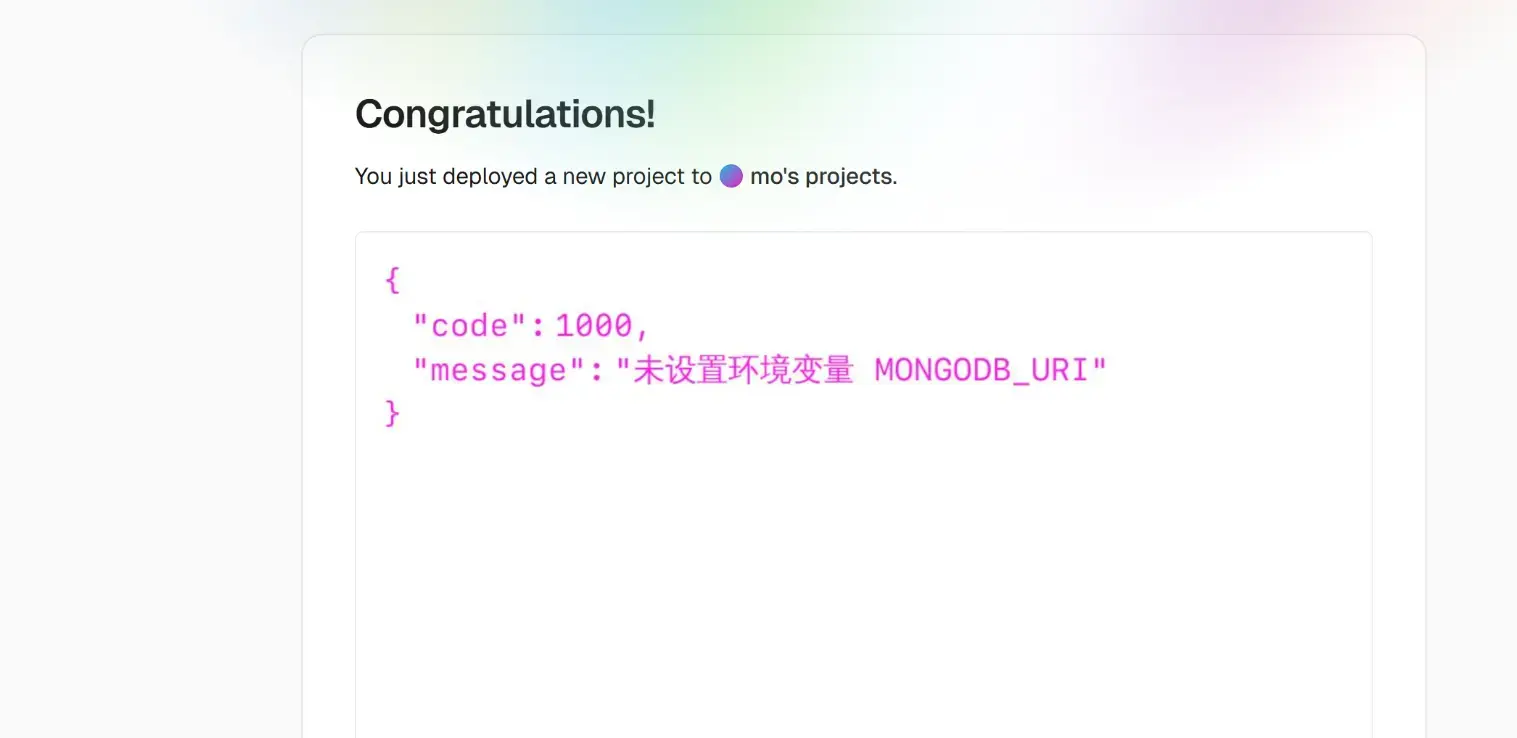 Congratulations!
You just deployed a new project to mo's projects.
{
"code": 1000,
"message": "未设置环境变量 MONGODB_URI"
}